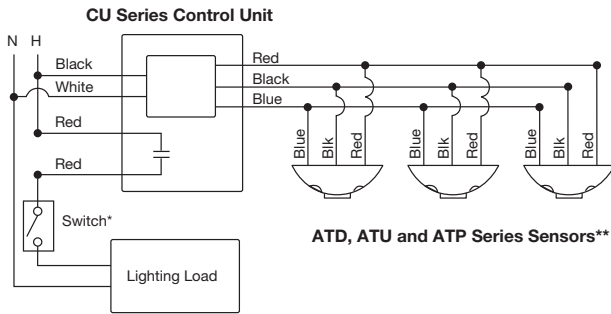 CU Series Control Unit
N H
Black
White
Red
Red
Red
Black
Blue
Blue
Blk
Red
Blue
Blk
Red
Blue
Blk
Red
Switch*
Lighting Load
ATD, ATU and ATP Series Sensors**